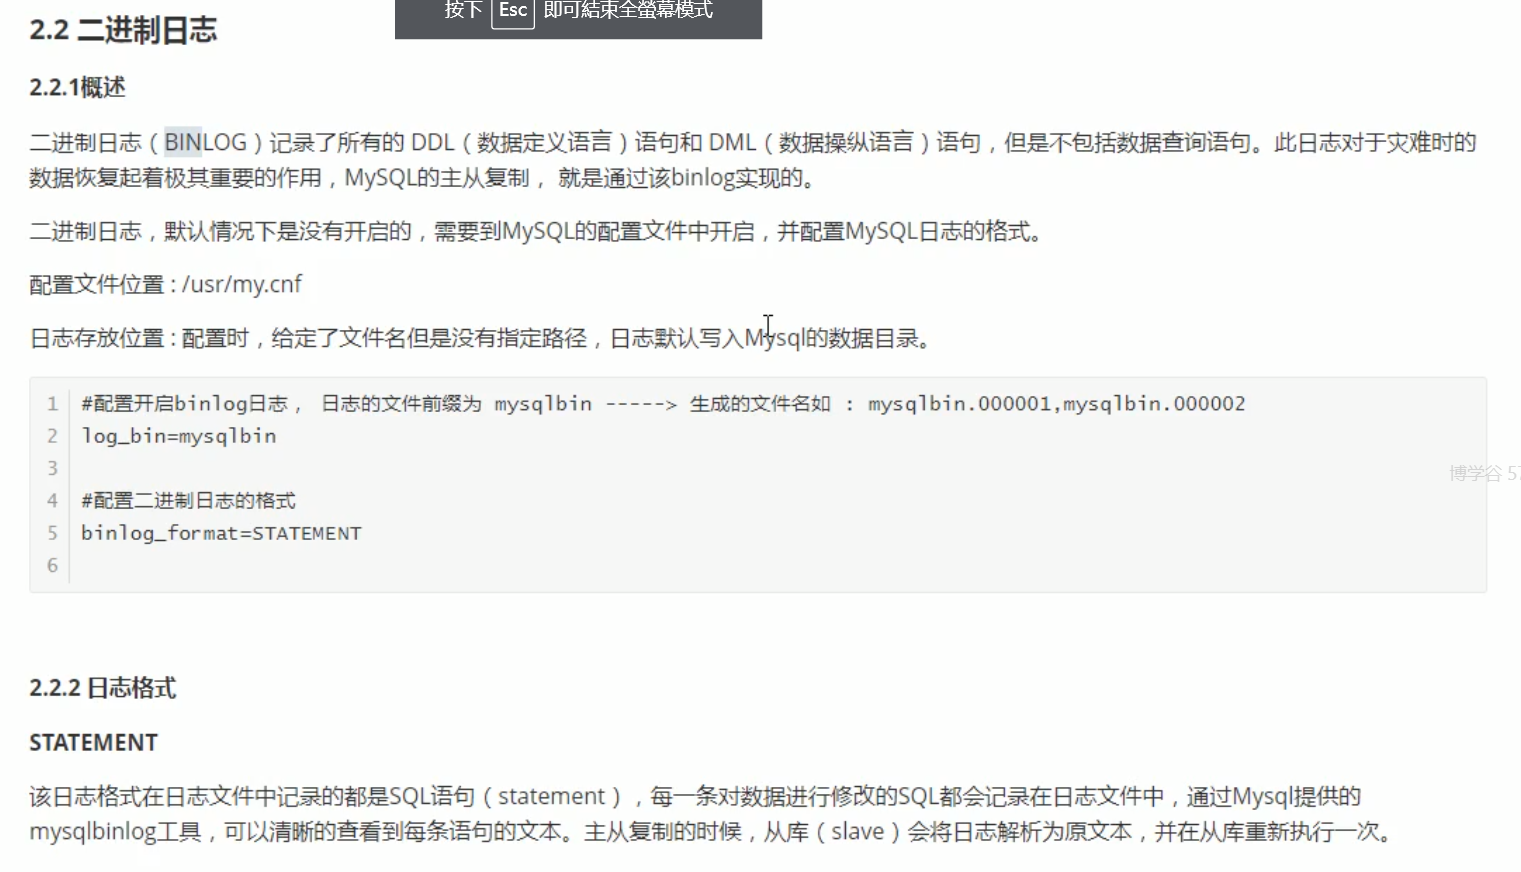 按下 Esc 即可結束全螢幕模式
2.2 二进制日志
2.2.1概述
二进制日志（BINLOG）记录了所有的 DDL（数据定义语言）语句和 DML（数据操纵语言）语句，但是不包括数据查询语句。此日志对于灾难时的
数据恢复起着极其重要的作用，MySQL的主从复制， 就是通过该binlog实现的。
二进制日志，默认情况下是没有开启的，需要到MySQL的配置文件中开启，并配置MySQL日志的格式。
配置文件位置 : /usr/my.cnf
日志存放位置 : 配置时，给定了文件名但是没有指定路径，日志默认写入Mysql的数据目录。
1 #配置开启binlog日志， 日志的文件前缀为 mysqlbin -----> 生成的文件名如 : mysqlbin.000001,mysqlbin.000002
2 log_bin=mysqlbin
3
博学谷 57
4 #配置二进制日志的格式
5 binlog_format=STATEMENT
6
2.2.2 日志格式
STATEMENT
该日志格式在日志文件中记录的都是SQL语句（statement），每一条对数据进行修改的SQL都会记录在日志文件中，通过Mysql提供的
mysqlbinlog工具，可以清晰的查看到每条语句的文本。主从复制的时候，从库（slave）会将日志解析为原文本，并在从库重新执行一次。